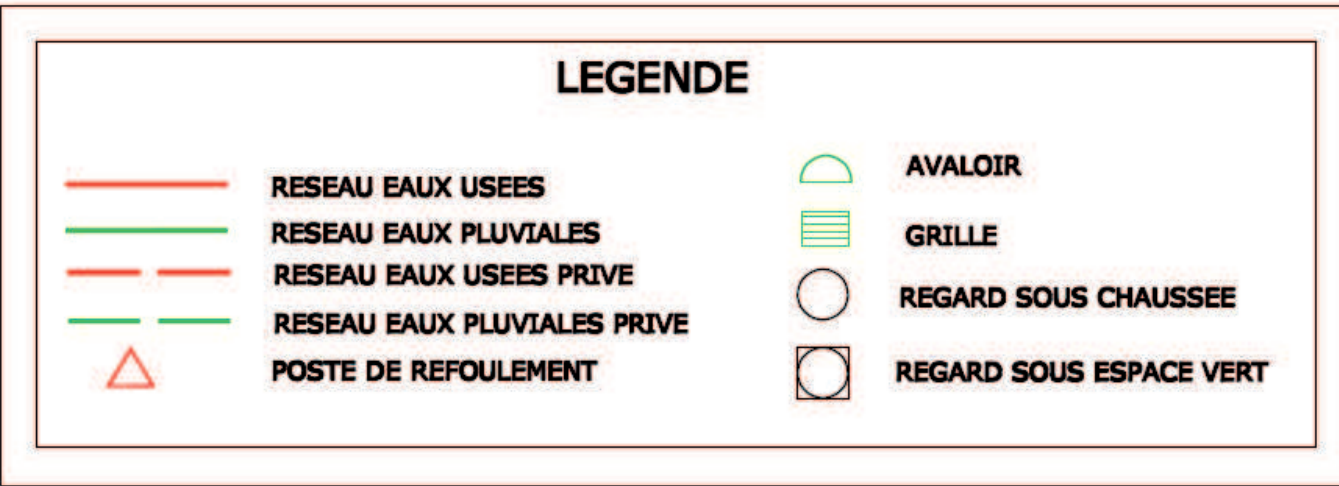 LEGENDE
RESEAU EAUX USEES
RESEAU EAUX PLUVIALES
RESEAU EAUX USEES PRIVE
RESEAU EAUX PLUVIALES PRIVE
POSTE DE REFOULEMENT
AVALOIR
GRILLE
REGARD SOUS CHAUSSEE
REGARD SOUS ESPACE VERT